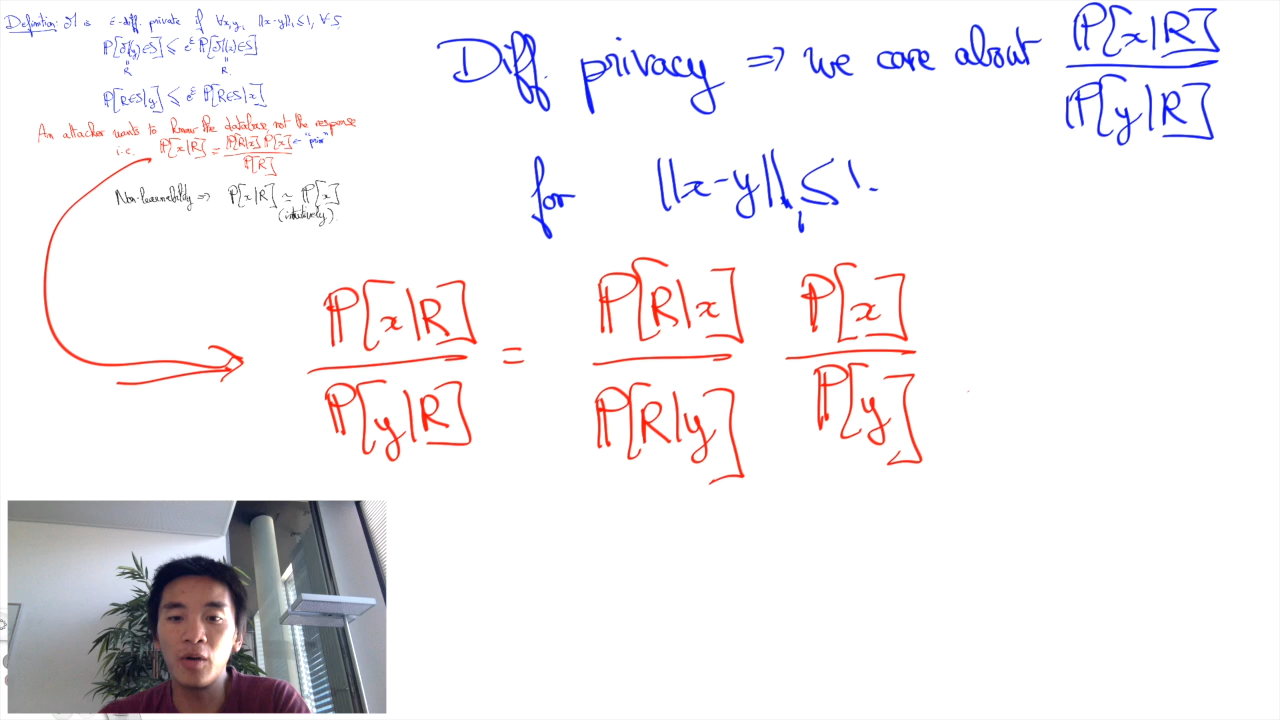 Definition: M is ε-diff. private if ∀x,y, ||x-y||₁≤1, ∀S
P[M(y)∈S] ≤ e^ε P[M(x)∈S]
" "
R R.
P[R∈S|y] ≤ e^ε P[R∈S|x]
An attacker wants to know the database, not the response
i.e. P[x|R] = P[R|x] P[x] / P[R] ← "prior"
Non-learnability ⇒ P[x|R] ≃ P[x]
(intuitively).
Diff. privacy ⇒ we care about P[x|R] / P[y|R]
for ||x-y||₁ ≤ 1.
P[x|R] / P[y|R] = P[R|x] / P[R|y] P[x] / P[y]